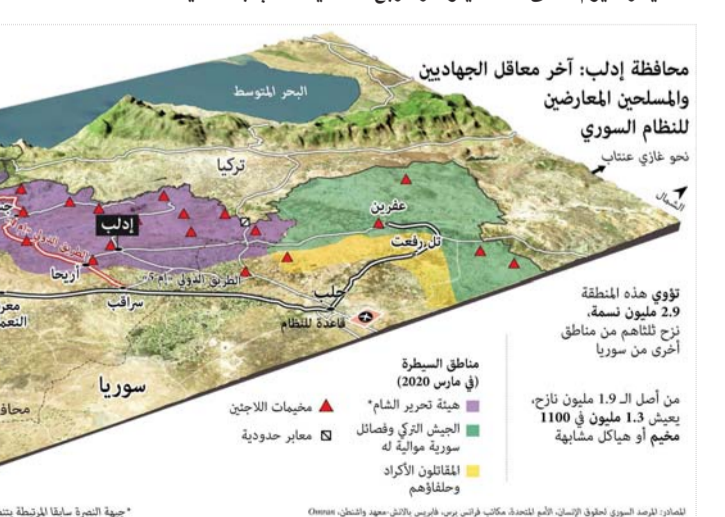 محافظة إدلب: آخر معاقل الجهاديين
والمسلحين المعارضين
للنظام السوري
نحو غازي عنتاب
الشمال
البحر المتوسط
تركيا
عفرين
تل رفعت
إدلب
الطريق الدولي
أريحا
الطريق الدولي
سراقب
حلب
قاعدة للنظام
سوريا
تؤوي هذه المنطقة
2.9 مليون نسمة،
نزح ثلثاهم من مناطق
أخرى من سوريا
من أصل الـ 1.9 مليون نازح،
يعيش 1.3 مليون في 1100
مخيم أو هياكل مشابهة
مناطق السيطرة
(في مارس 2020)
هيئة تحرير الشام*
الجيش التركي وفصائل
سورية موالية له
المقاتلون الأكراد
وحلفاؤهم
مخيمات اللاجئين
معابر حدودية
المصادر: المرصد السوري لحقوق الإنسان، الأمم المتحدة، مكاتب فرانس برس، فابريس بالانش-معهد واشنطن، Omran
*جبهة النصرة سابقا المرتبطة